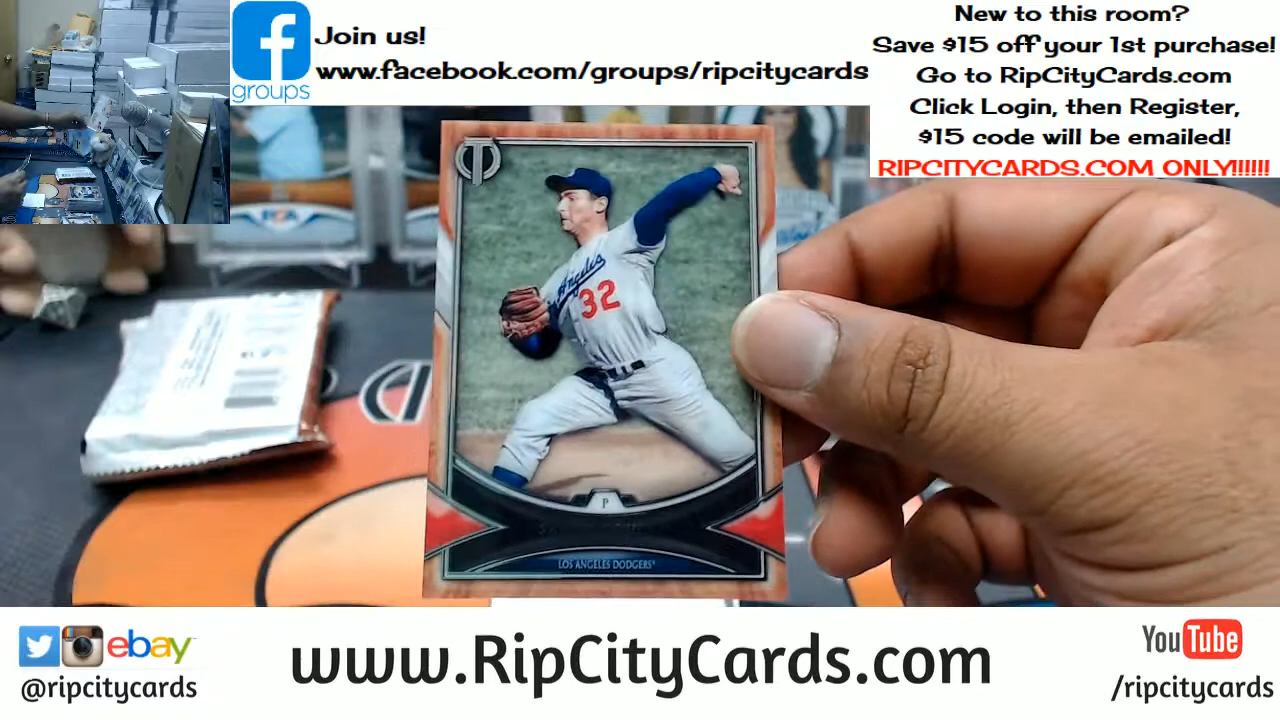 Join us!
www.facebook.com/groups/ripcitycards
groups
New to this room?
Save $15 off your 1st purchase!
Go to RipCityCards.com
Click Login, then Register,
$15 code will be emailed!
RIPCITYCARDS.COM ONLY!!!!!!
Los Angeles
32
P
LOS ANGELES DODGERS
ebay
@ripcitycards
www.RipCityCards.com
YouTube
/ripcitycards